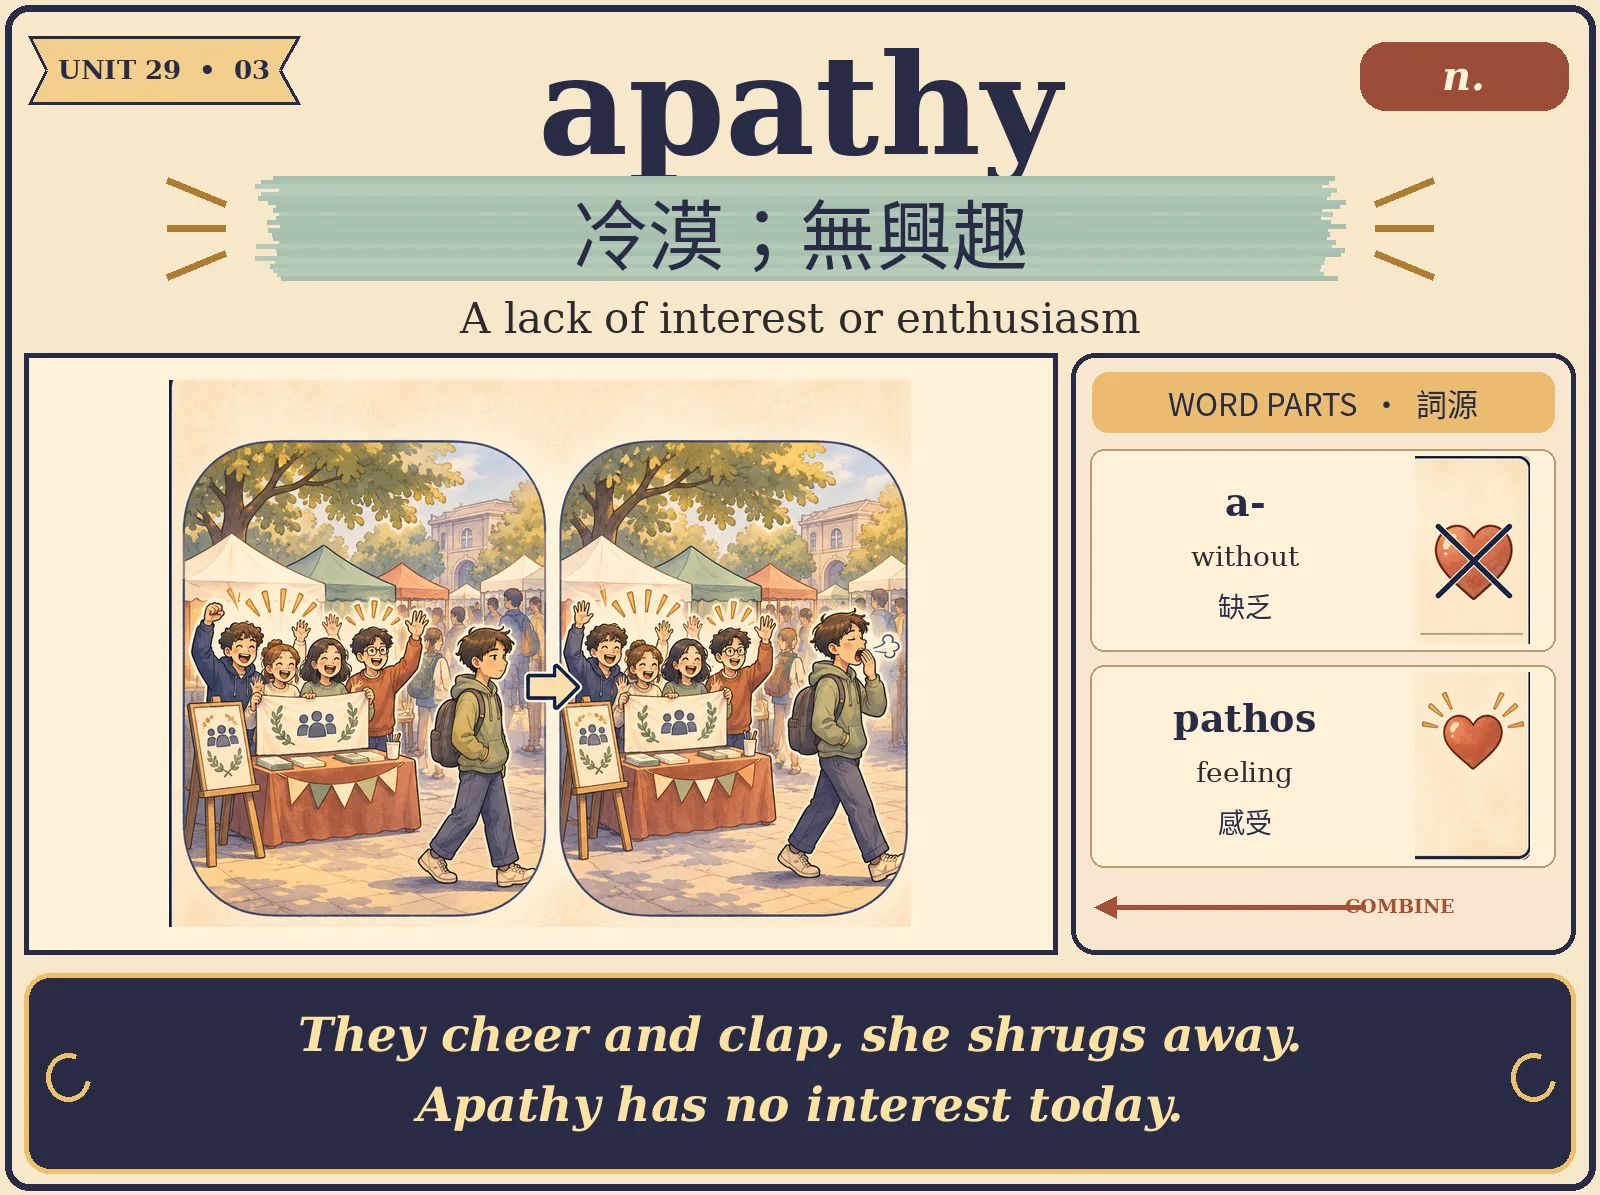 UNIT 29 • 03
apathy
n.
冷漠；無興趣
A lack of interest or enthusiasm
WORD PARTS • 詞源
a-
without
缺乏
pathos
feeling
感受
COMBINE
They cheer and clap, she shrugs away.
Apathy has no interest today.